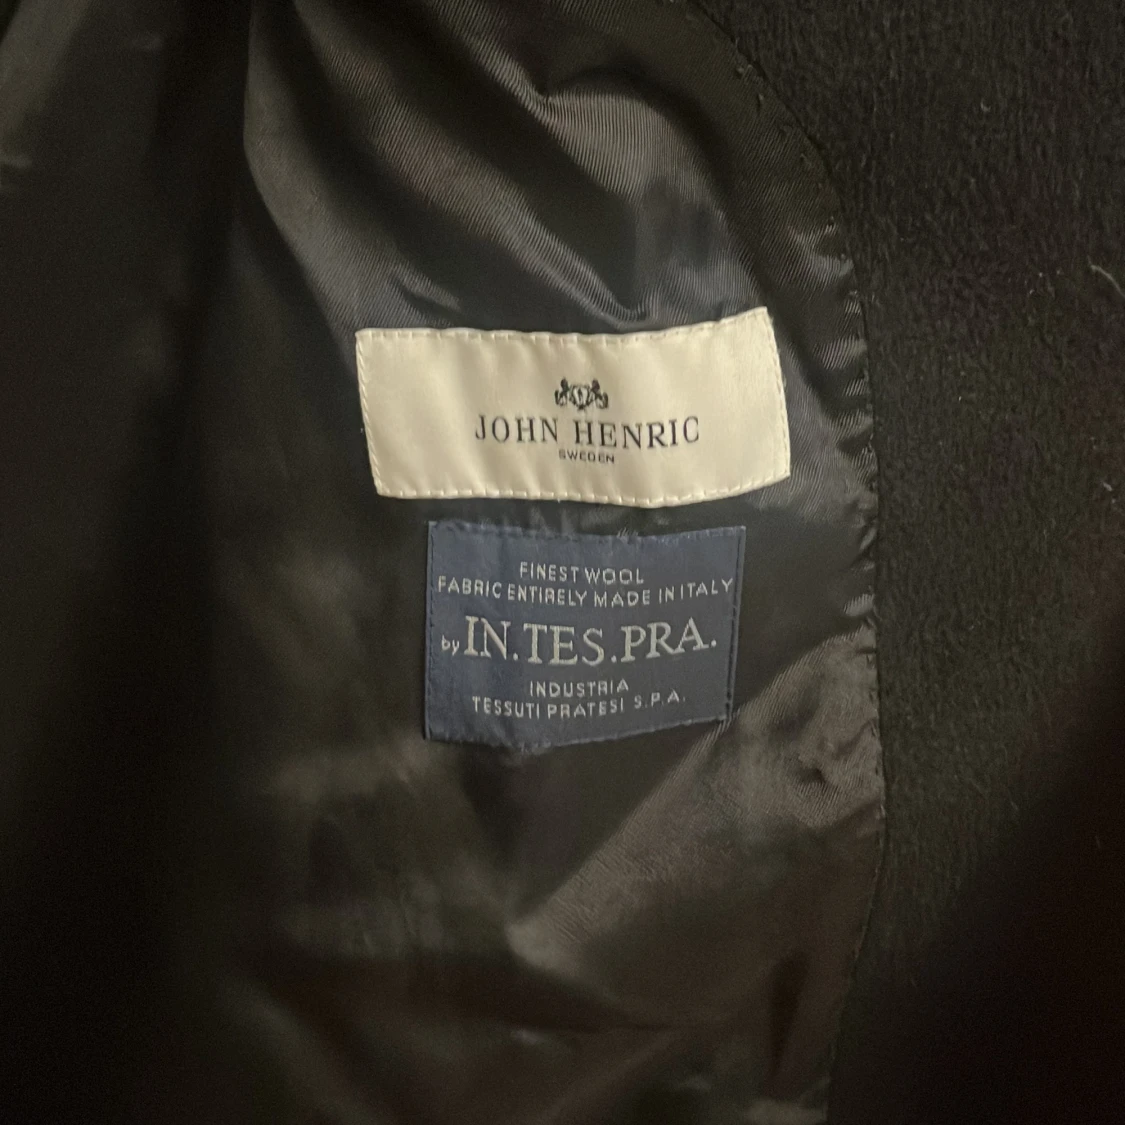 JOHN HENRIC
SWEDEN
FINEST WOOL
FABRIC ENTIRELY MADE IN ITALY
by IN.TES.PRA.
INDUSTRIA
TESSUTI PRATESI S.P.A.